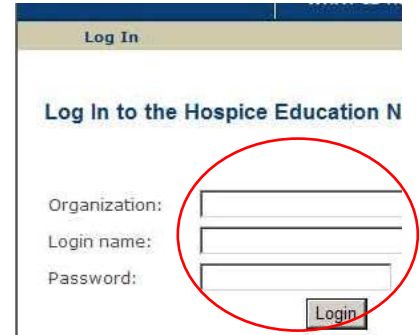 Log In
Log In to the Hospice Education N
Organization:
Login name:
Password:
Login